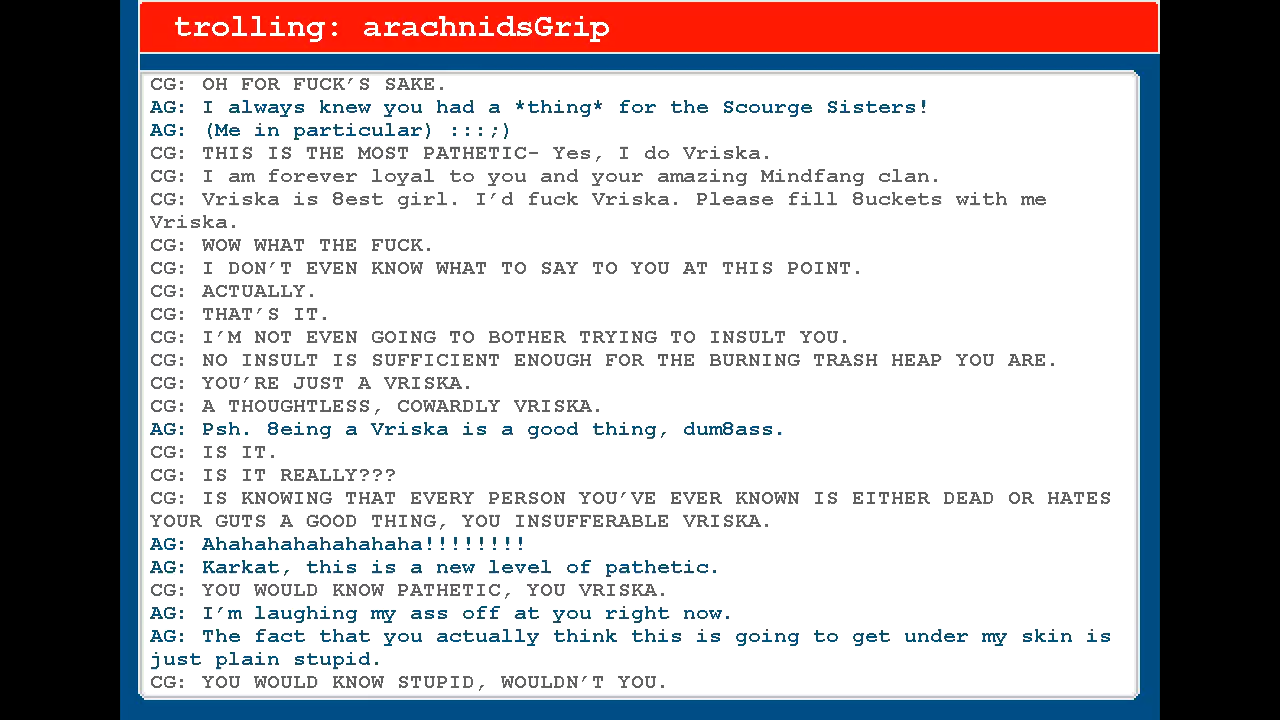 trolling: arachnidsGrip
CG: OH FOR FUCK'S SAKE.
AG: I always knew you had a *thing* for the Scourge Sisters!
AG: (Me in particular) :::;)
CG: THIS IS THE MOST PATHETIC- Yes, I do Vriska.
CG: I am forever loyal to you and your amazing Mindfang clan.
CG: Vriska is 8est girl. I'd fuck Vriska. Please fill 8uckets with me
Vriska.
CG: WOW WHAT THE FUCK.
CG: I DON'T EVEN KNOW WHAT TO SAY TO YOU AT THIS POINT.
CG: ACTUALLY.
CG: THAT'S IT.
CG: I'M NOT EVEN GOING TO BOTHER TRYING TO INSULT YOU.
CG: NO INSULT IS SUFFICIENT ENOUGH FOR THE BURNING TRASH HEAP YOU ARE.
CG: YOU'RE JUST A VRISKA.
CG: A THOUGHTLESS, COWARDLY VRISKA.
AG: Psh. 8eing a Vriska is a good thing, dum8ass.
CG: IS IT.
CG: IS IT REALLY???
CG: IS KNOWING THAT EVERY PERSON YOU'VE EVER KNOWN IS EITHER DEAD OR HATES
YOUR GUTS A GOOD THING, YOU INSUFFERABLE VRISKA.
AG: Ahahahahahahahaha!!!!!!!!
AG: Karkat, this is a new level of pathetic.
CG: YOU WOULD KNOW PATHETIC, YOU VRISKA.
AG: I'm laughing my ass off at you right now.
AG: The fact that you actually think this is going to get under my skin is
just plain stupid.
CG: YOU WOULD KNOW STUPID, WOULDN'T YOU.